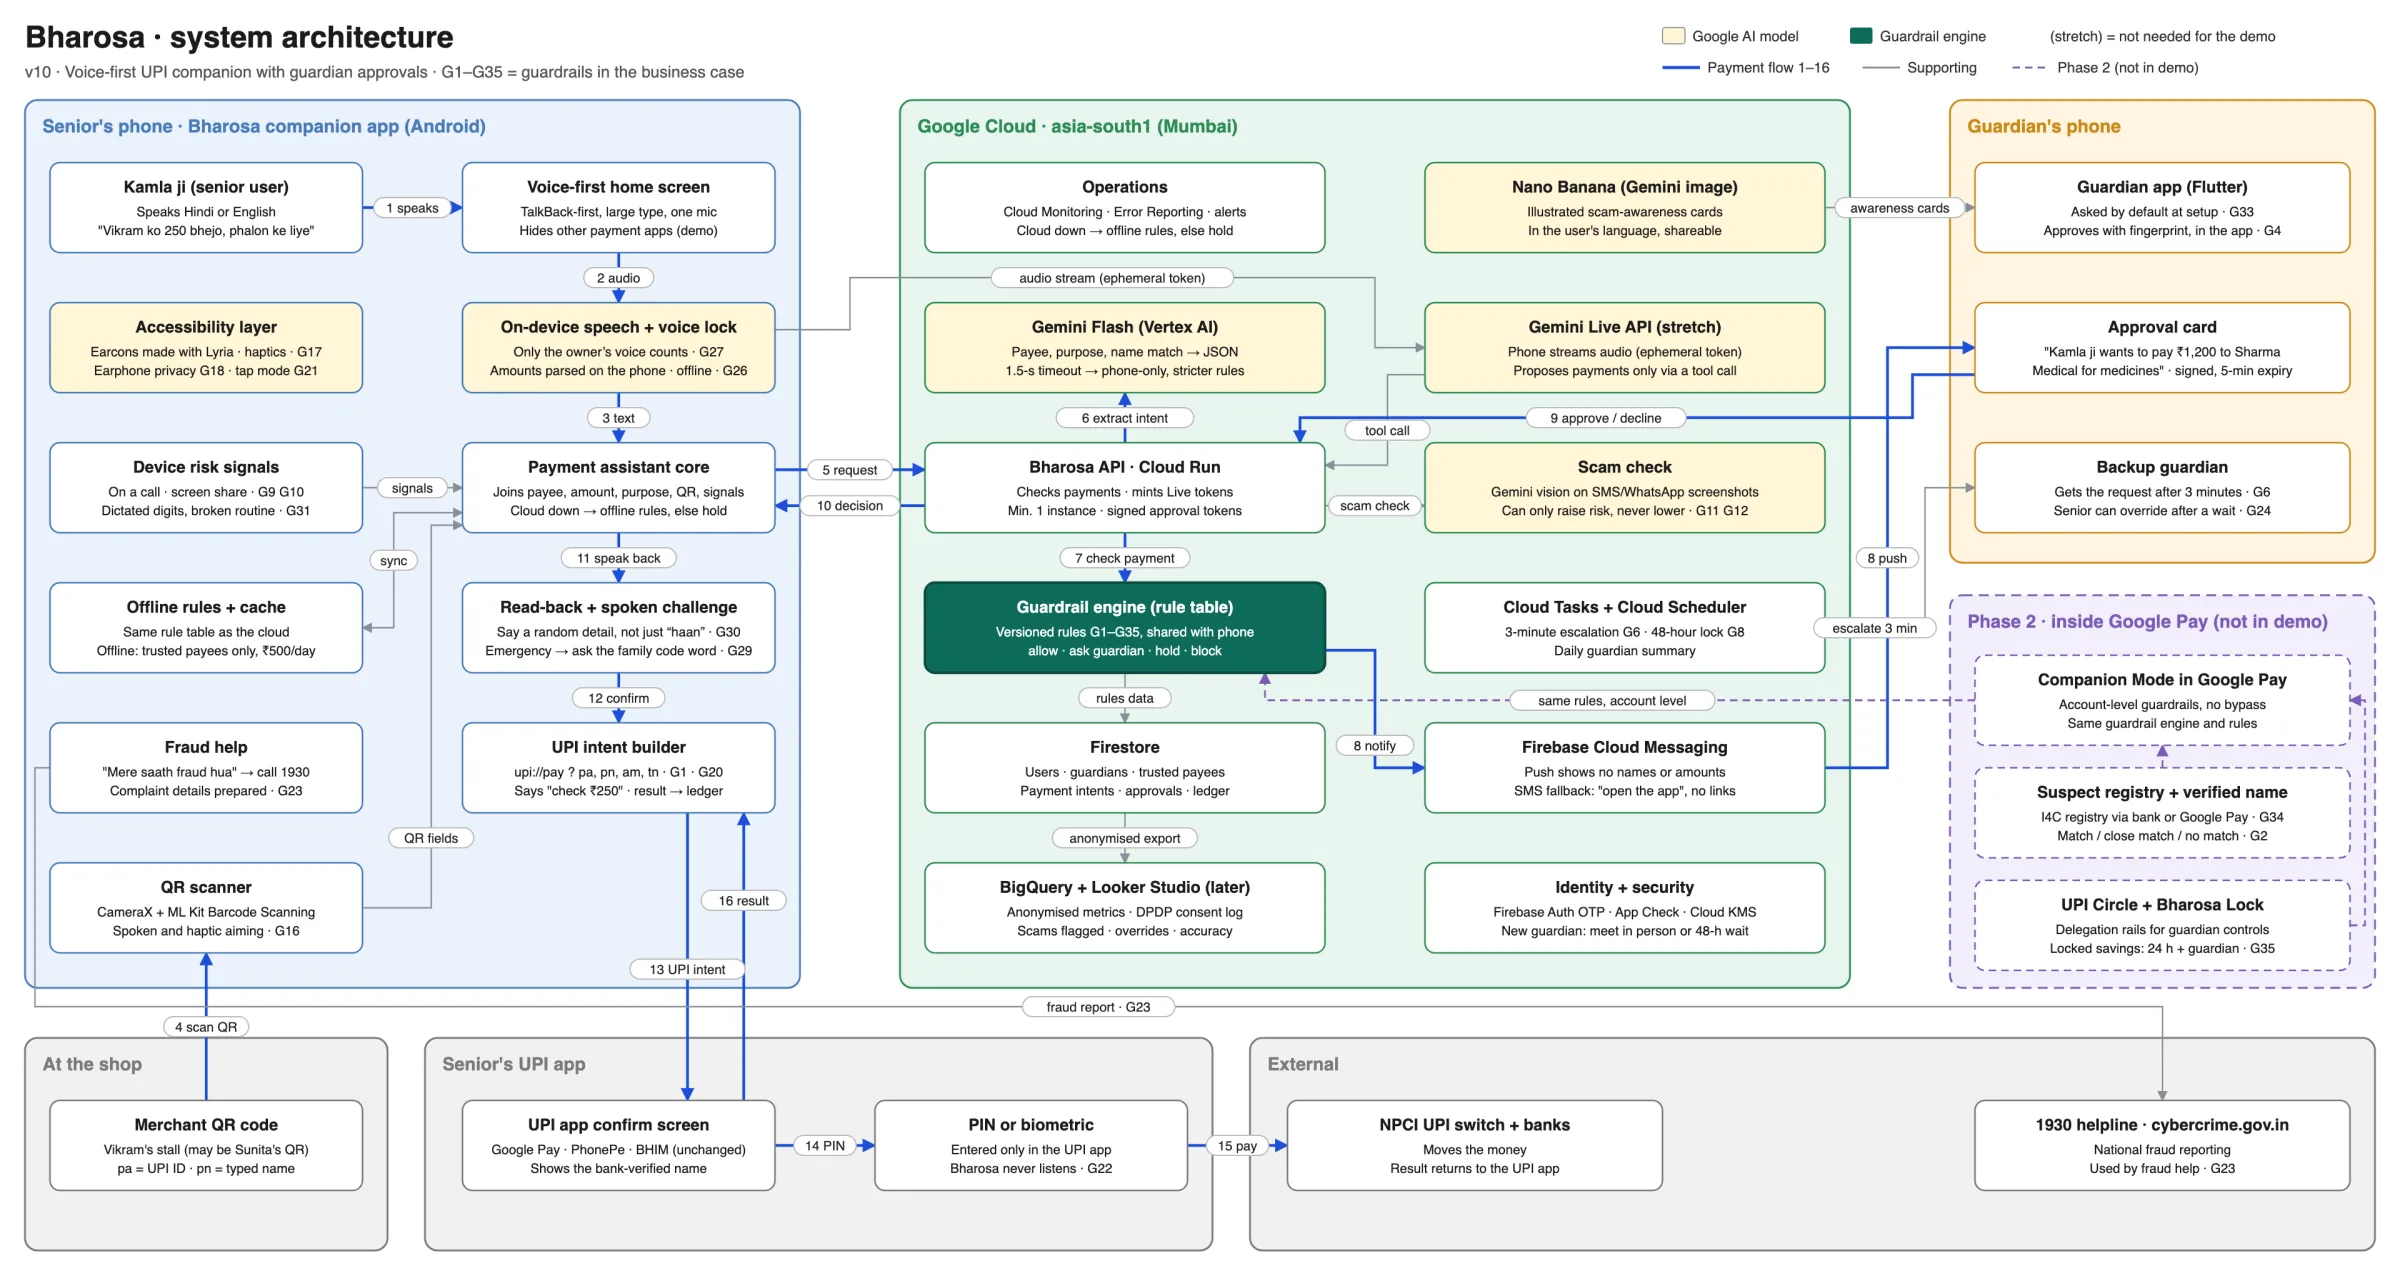 Bharosa · system architecture
v10 · Voice-first UPI companion with guardian approvals · G1–G35 = guardrails in the business case
Google AI model
Guardrail engine
(stretch) = not needed for the demo
Payment flow 1–16
Supporting
Phase 2 (not in demo)
Senior's phone · Bharosa companion app (Android)
Kamla ji (senior user)
Speaks Hindi or English
"Vikram ko 250 bhejo, phalon ke liye"
1 speaks
Voice-first home screen
TalkBack-first, large type, one mic
Hides other payment apps (demo)
2 audio
Accessibility layer
Earcons made with Lyria · haptics · G17
Earphone privacy G18 · tap mode G21
On-device speech + voice lock
Only the owner’s voice counts · G27
Amounts parsed on the phone · offline · G26
3 text
Device risk signals
On a call · screen share · G9 G10
Dictated digits, broken routine · G31
signals
Payment assistant core
Joins payee, amount, purpose, QR, signals
Cloud down → offline rules, else hold
sync
11 speak back
Offline rules + cache
Same rule table as the cloud
Offline: trusted payees only, ₹500/day
Read-back + spoken challenge
Say a random detail, not just “haan” · G30
Emergency → ask the family code word · G29
12 confirm
Fraud help
"Mere saath fraud hua" → call 1930
Complaint details prepared · G23
UPI intent builder
upi://pay ? pa, pn, am, tn · G1 · G20
Says "check ₹250" · result → ledger
QR fields
QR scanner
CameraX + ML Kit Barcode Scanning
Spoken and haptic aiming · G16
16 result
13 UPI intent
5 request
10 decision
Google Cloud · asia-south1 (Mumbai)
Operations
Cloud Monitoring · Error Reporting · alerts
Cloud down → offline rules, else hold
Nano Banana (Gemini image)
Illustrated scam-awareness cards
In the user's language, shareable
awareness cards
audio stream (ephemeral token)
Gemini Flash (Vertex AI)
Payee, purpose, name match → JSON
1.5-s timeout → phone-only, stricter rules
Gemini Live API (stretch)
Phone streams audio (ephemeral token)
Proposes payments only via a tool call
6 extract intent
tool call
9 approve / decline
Bharosa API · Cloud Run
Checks payments · mints Live tokens
Min. 1 instance · signed approval tokens
scam check
Scam check
Gemini vision on SMS/WhatsApp screenshots
Can only raise risk, never lower · G11 G12
7 check payment
Guardrail engine (rule table)
Versioned rules G1–G35, shared with phone
allow · ask guardian · hold · block
Cloud Tasks + Cloud Scheduler
3-minute escalation G6 · 48-hour lock G8
Daily guardian summary
escalate 3 min
8 push
rules data
same rules, account level
Firestore
Users · guardians · trusted payees
Payment intents · approvals · ledger
8 notify
Firebase Cloud Messaging
Push shows no names or amounts
SMS fallback: "open the app", no links
anonymised export
BigQuery + Looker Studio (later)
Anonymised metrics · DPDP consent log
Scams flagged · overrides · accuracy
Identity + security
Firebase Auth OTP · App Check · Cloud KMS
New guardian: meet in person or 48-h wait
Guardian's phone
Guardian app (Flutter)
Asked by default at setup · G33
Approves with fingerprint, in the app · G4
Approval card
"Kamla ji wants to pay ₹1,200 to Sharma
Medical for medicines" · signed, 5-min expiry
Backup guardian
Gets the request after 3 minutes · G6
Senior can override after a wait · G24
Phase 2 · inside Google Pay (not in demo)
Companion Mode in Google Pay
Account-level guardrails, no bypass
Same guardrail engine and rules
Suspect registry + verified name
I4C registry via bank or Google Pay · G34
Match / close match / no match · G2
UPI Circle + Bharosa Lock
Delegation rails for guardian controls
Locked savings: 24 h + guardian · G35
fraud report · G23
4 scan QR
At the shop
Merchant QR code
Vikram's stall (may be Sunita's QR)
pa = UPI ID · pn = typed name
Senior's UPI app
UPI app confirm screen
Google Pay · PhonePe · BHIM (unchanged)
Shows the bank-verified name
14 PIN
PIN or biometric
Entered only in the UPI app
Bharosa never listens · G22
15 pay
External
NPCI UPI switch + banks
Moves the money
Result returns to the UPI app
1930 helpline · cybercrime.gov.in
National fraud reporting
Used by fraud help · G23